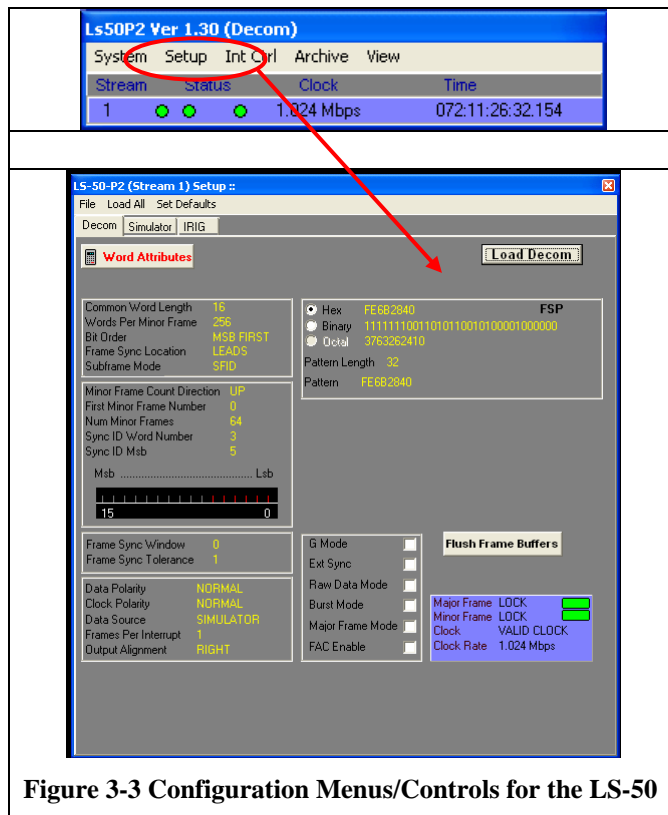 Ls50P2 Ver 1.30 (Decom)
System Setup Int Ctrl Archive View
Stream Status Clock Time
1 1.024 Mbps 072:11:26:32.154
LS-50-P2 (Stream 1) Setup ::
File Load All Set Defaults
Decom Simulator IRIG
Word Attributes
Load Decom
Common Word Length 16
Words Per Minor Frame 256
Bit Order MSB FIRST
Frame Sync Location LEADS
Subframe Mode SFID
Hex FE6B2840 FSP
Binary 11111110011010110010100001000000
Octal 3763262410
Pattern Length 32
Pattern FE6B2840
Minor Frame Count Direction UP
First Minor Frame Number 0
Num Minor Frames 64
Sync ID Word Number 3
Sync ID Msb 5
Msb ........................................ Lsb
15 0
Frame Sync Window 0
Frame Sync Tolerance 1
Data Polarity NORMAL
Clock Polarity NORMAL
Data Source SIMULATOR
Frames Per Interrupt 1
Output Alignment RIGHT
G Mode
Ext Sync
Raw Data Mode
Burst Mode
Major Frame Mode
FAC Enable
Flush Frame Buffers
Major Frame LOCK
Minor Frame LOCK
Clock VALID CLOCK
Clock Rate 1.024 Mbps
Figure 3-3 Configuration Menus/Controls for the LS-50